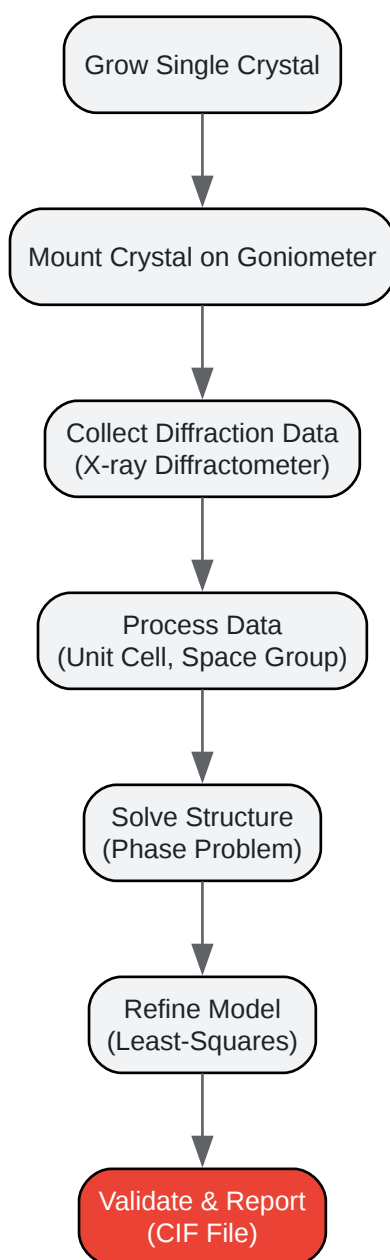 Grow Single Crystal
Mount Crystal on Goniometer
Collect Diffraction Data
(X-ray Diffractometer)
Process Data
(Unit Cell, Space Group)
Solve Structure
(Phase Problem)
Refine Model
(Least-Squares)
Validate & Report
(CIF File)